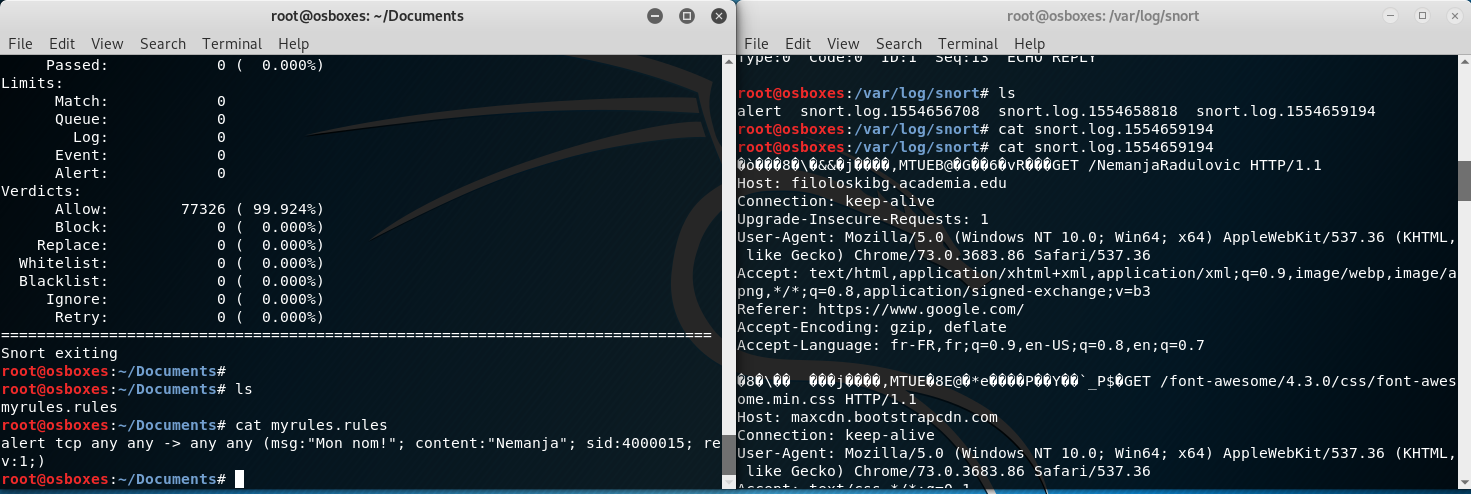 root@osboxes: ~/Documents
File Edit View Search Terminal Help
Passed: 0 ( 0.000%)
Limits:
Match: 0
Queue: 0
Log: 0
Event: 0
Alert: 0
Verdicts:
Allow: 77326 ( 99.924%)
Block: 0 ( 0.000%)
Replace: 0 ( 0.000%)
Whitelist: 0 ( 0.000%)
Blacklist: 0 ( 0.000%)
Ignore: 0 ( 0.000%)
Retry: 0 ( 0.000%)
===============================================================================
Snort exiting
root@osboxes:~/Documents#
root@osboxes:~/Documents# ls
myrules.rules
root@osboxes:~/Documents# cat myrules.rules
alert tcp any any -> any any (msg:"Mon nom!"; content:"Nemanja"; sid:4000015; re
v:1;)
root@osboxes:~/Documents#
root@osboxes: /var/log/snort
File Edit View Search Terminal Help
Type:0 Code:0 ID:1 Seq:13 ECHO REPLY
root@osboxes:/var/log/snort# ls
alert snort.log.1554656708 snort.log.1554658818 snort.log.1554659194
root@osboxes:/var/log/snort# cat snort.log.1554659194
root@osboxes:/var/log/snort# cat snort.log.1554659194
�ò���8�\�&&�j����,MTUEB@�G��6�vR���GET /NemanjaRadulovic HTTP/1.1
Host: filoloskibg.academia.edu
Connection: keep-alive
Upgrade-Insecure-Requests: 1
User-Agent: Mozilla/5.0 (Windows NT 10.0; Win64; x64) AppleWebKit/537.36 (KHTML,
like Gecko) Chrome/73.0.3683.86 Safari/537.36
Accept: text/html,application/xhtml+xml,application/xml;q=0.9,image/webp,image/a
png,*/*;q=0.8,application/signed-exchange;v=b3
Referer: https://www.google.com/
Accept-Encoding: gzip, deflate
Accept-Language: fr-FR,fr;q=0.9,en-US;q=0.8,en;q=0.7
�8�\�� ���j����,MTUE�8E@�*e����P��Y��`_P$�GET /font-awesome/4.3.0/css/font-awes
ome.min.css HTTP/1.1
Host: maxcdn.bootstrapcdn.com
Connection: keep-alive
User-Agent: Mozilla/5.0 (Windows NT 10.0; Win64; x64) AppleWebKit/537.36 (KHTML,
like Gecko) Chrome/73.0.3683.86 Safari/537.36
Accept: text/css,*/*;q=0.1